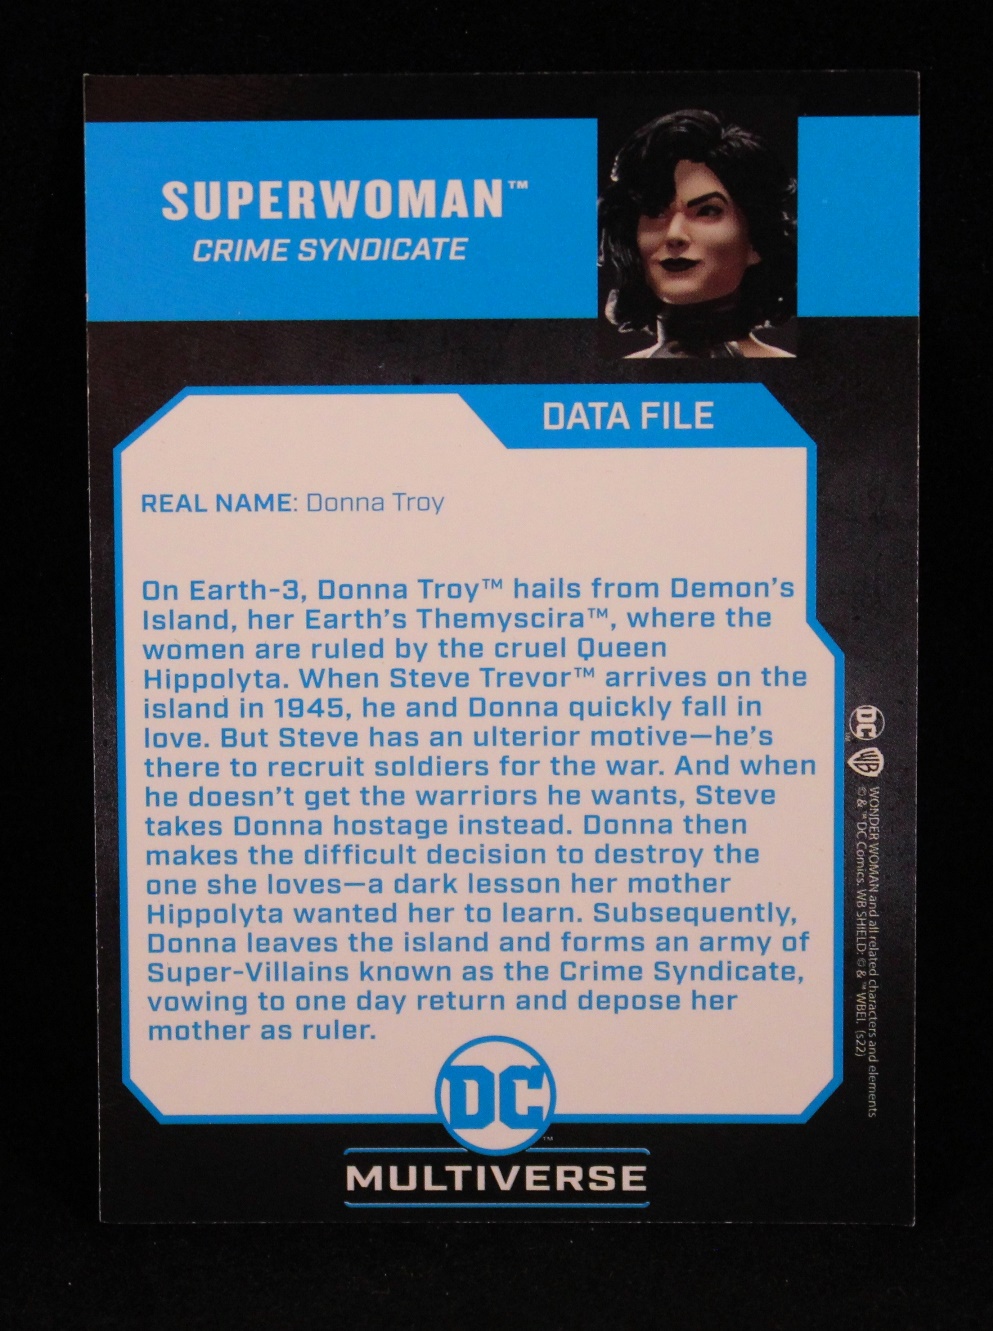 SUPERWOMAN™
CRIME SYNDICATE
DATA FILE
REAL NAME: Donna Troy
On Earth-3, Donna Troy™ hails from Demon's
Island, her Earth's Themyscira™, where the
women are ruled by the cruel Queen
Hippolyta. When Steve Trevor™ arrives on the
island in 1945, he and Donna quickly fall in
love. But Steve has an ulterior motive—he's
there to recruit soldiers for the war. And when
he doesn't get the warriors he wants, Steve
takes Donna hostage instead. Donna then
makes the difficult decision to destroy the
one she loves—a dark lesson her mother
Hippolyta wanted her to learn. Subsequently,
Donna leaves the island and forms an army of
Super-Villains known as the Crime Syndicate,
vowing to one day return and depose her
mother as ruler.
DC
™
MULTIVERSE
DC
WB
WONDER WOMAN and all related characters and elements
© & ™ DC Comics. WB SHIELD: © & ™ WBEI. (s22)